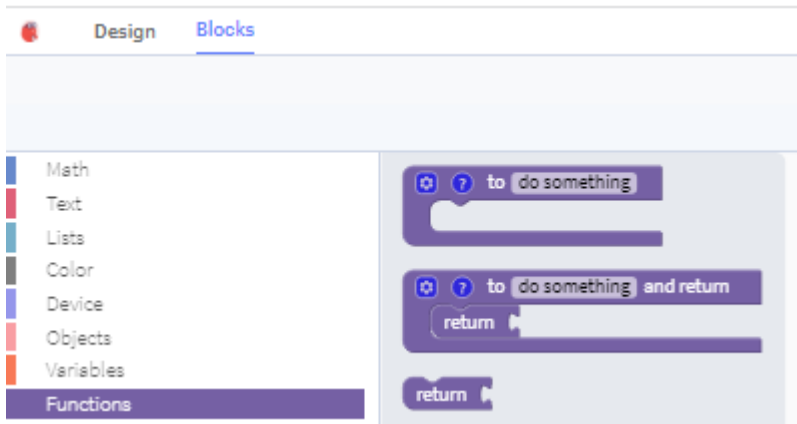 Design Blocks
Math
Text
Lists
Color
Device
Objects
Variables
Functions
? to do something
? to do something and return
return
return